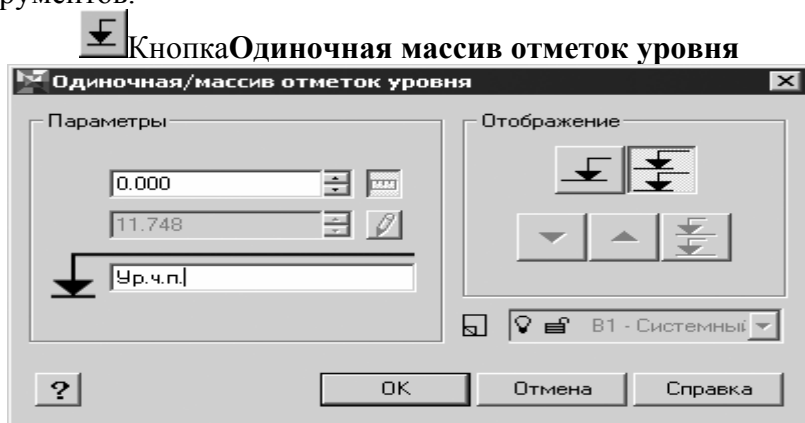 рументов.
КнопкаОдиночная массив отметок уровня
Одиночная/массив отметок уровня
Параметры
Отображение
0.000
11.748
Ур.ч.п.
В1 - Системный
?
OK
Отмена
Справка